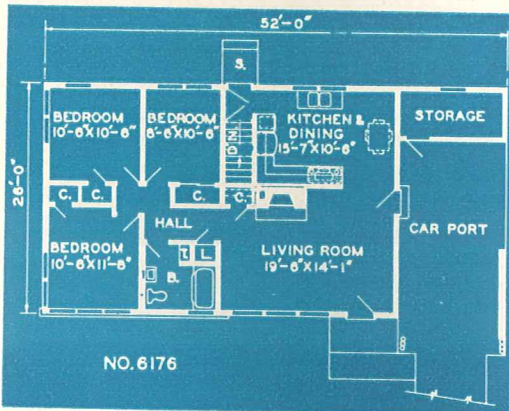 52'-0"
S.
BEDROOM
10'-6"X10'-6"
BEDROOM
8'-6"X10'-6"
KITCHEN &
DINING
15'-7"X10'-6"
STORAGE
DN
26'-0"
C.
C.
C.
C.
HALL
CAR PORT
BEDROOM
10'-6"X11'-8"
LIVING ROOM
19'-6"X14'-1"
T.
L.
B.
NO. 6176